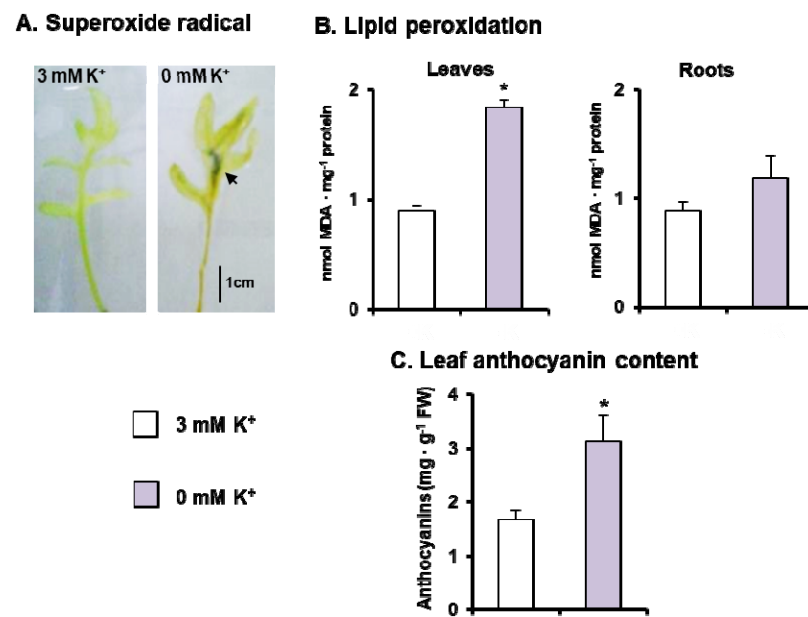 A. Superoxide radical
3 mM K⁺
0 mM K⁺
1cm
B. Lipid peroxidation
Leaves
nmol MDA · mg⁻¹ protein
2
1
0
*
Roots
nmol MDA · mg⁻¹ protein
2
1
0
C. Leaf anthocyanin content
Anthocyanins (mg · g⁻¹ FW)
4
3
2
1
0
*
3 mM K⁺
0 mM K⁺